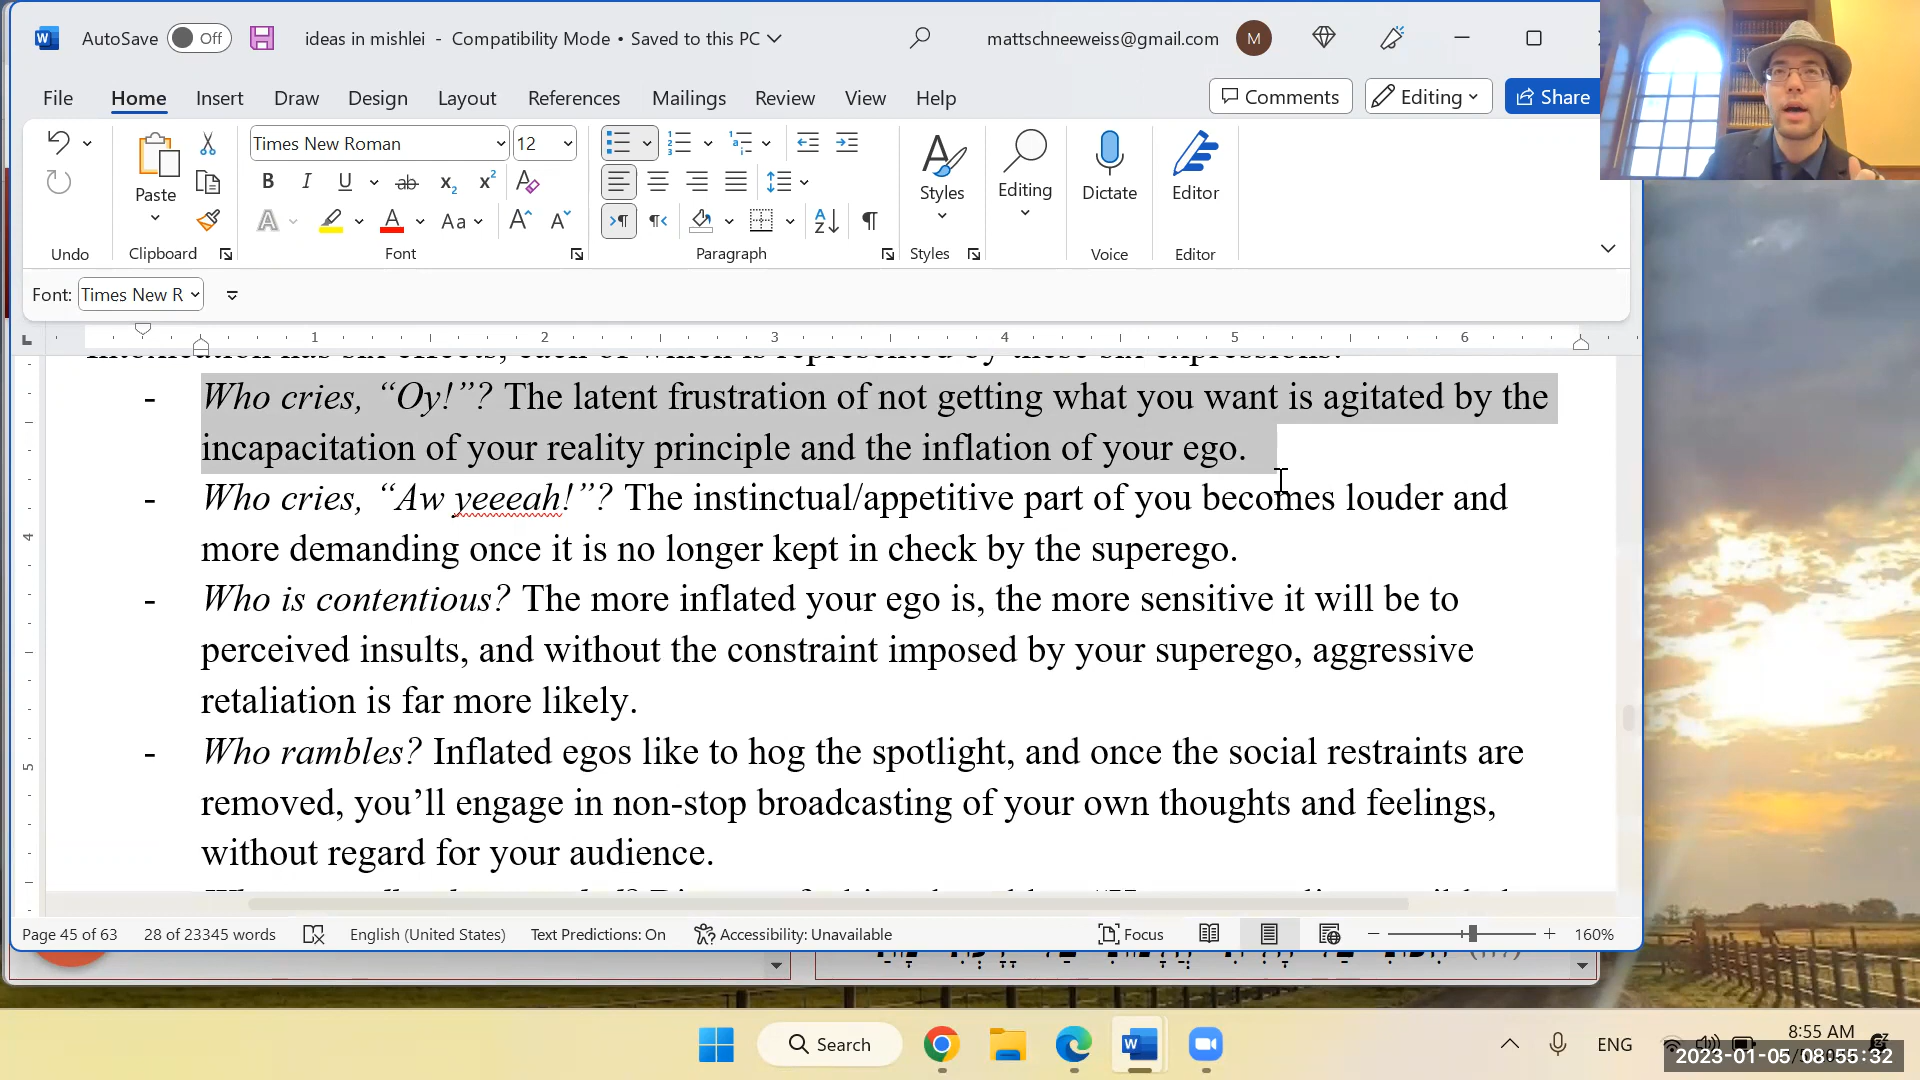 AutoSave Off ideas in mishlei - Compatibility Mode • Saved to this PC mattschneeweiss@gmail.com M
File Home Insert Draw Design Layout References Mailings Review View Help Comments Editing Share
Times New Roman 12
Paste Styles Editing Dictate Editor
Undo Clipboard Font Paragraph Styles Voice Editor
Font: Times New R
1 2 3 4 5 6
- Who cries, “Oy!”? The latent frustration of not getting what you want is agitated by the
incapacitation of your reality principle and the inflation of your ego.
- Who cries, “Aw yeeeah!”? The instinctual/appetitive part of you becomes louder and
more demanding once it is no longer kept in check by the superego.
- Who is contentious? The more inflated your ego is, the more sensitive it will be to
perceived insults, and without the constraint imposed by your superego, aggressive
retaliation is far more likely.
- Who rambles? Inflated egos like to hog the spotlight, and once the social restraints are
removed, you’ll engage in non-stop broadcasting of your own thoughts and feelings,
without regard for your audience.
Page 45 of 63 28 of 23345 words English (United States) Text Predictions: On Accessibility: Unavailable Focus 160%
Search ENG 8:55 AM
2023-01-05 08:55:32